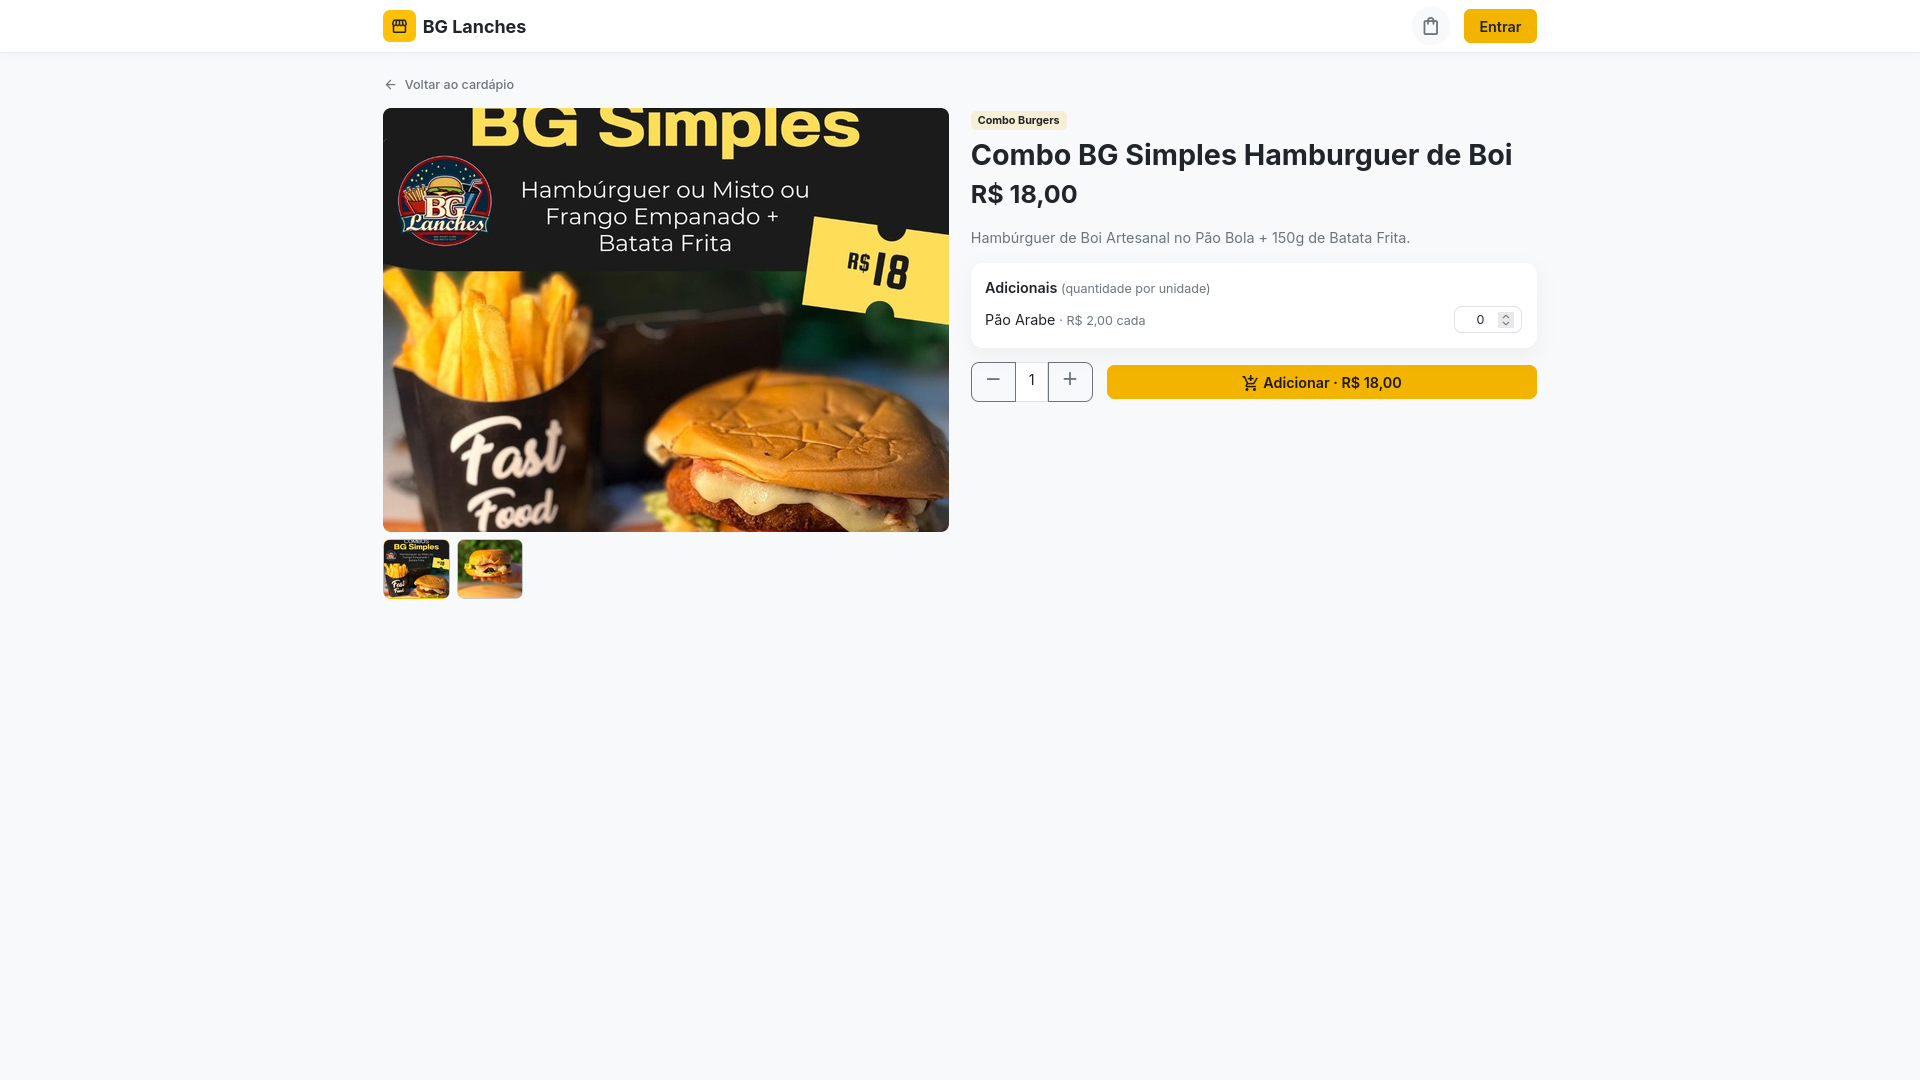 BG Lanches
Entrar
Voltar ao cardápio
BG Simples
BG
Lanches
Hambúrguer ou Misto ou
Frango Empanado +
Batata Frita
R$ 18
Fast
Food
BG Simples
Fast
Food
Combo Burgers
Combo BG Simples Hamburguer de Boi
R$ 18,00
Hambúrguer de Boi Artesanal no Pão Bola + 150g de Batata Frita.
Adicionais (quantidade por unidade)
Pão Arabe · R$ 2,00 cada
0
1
Adicionar · R$ 18,00